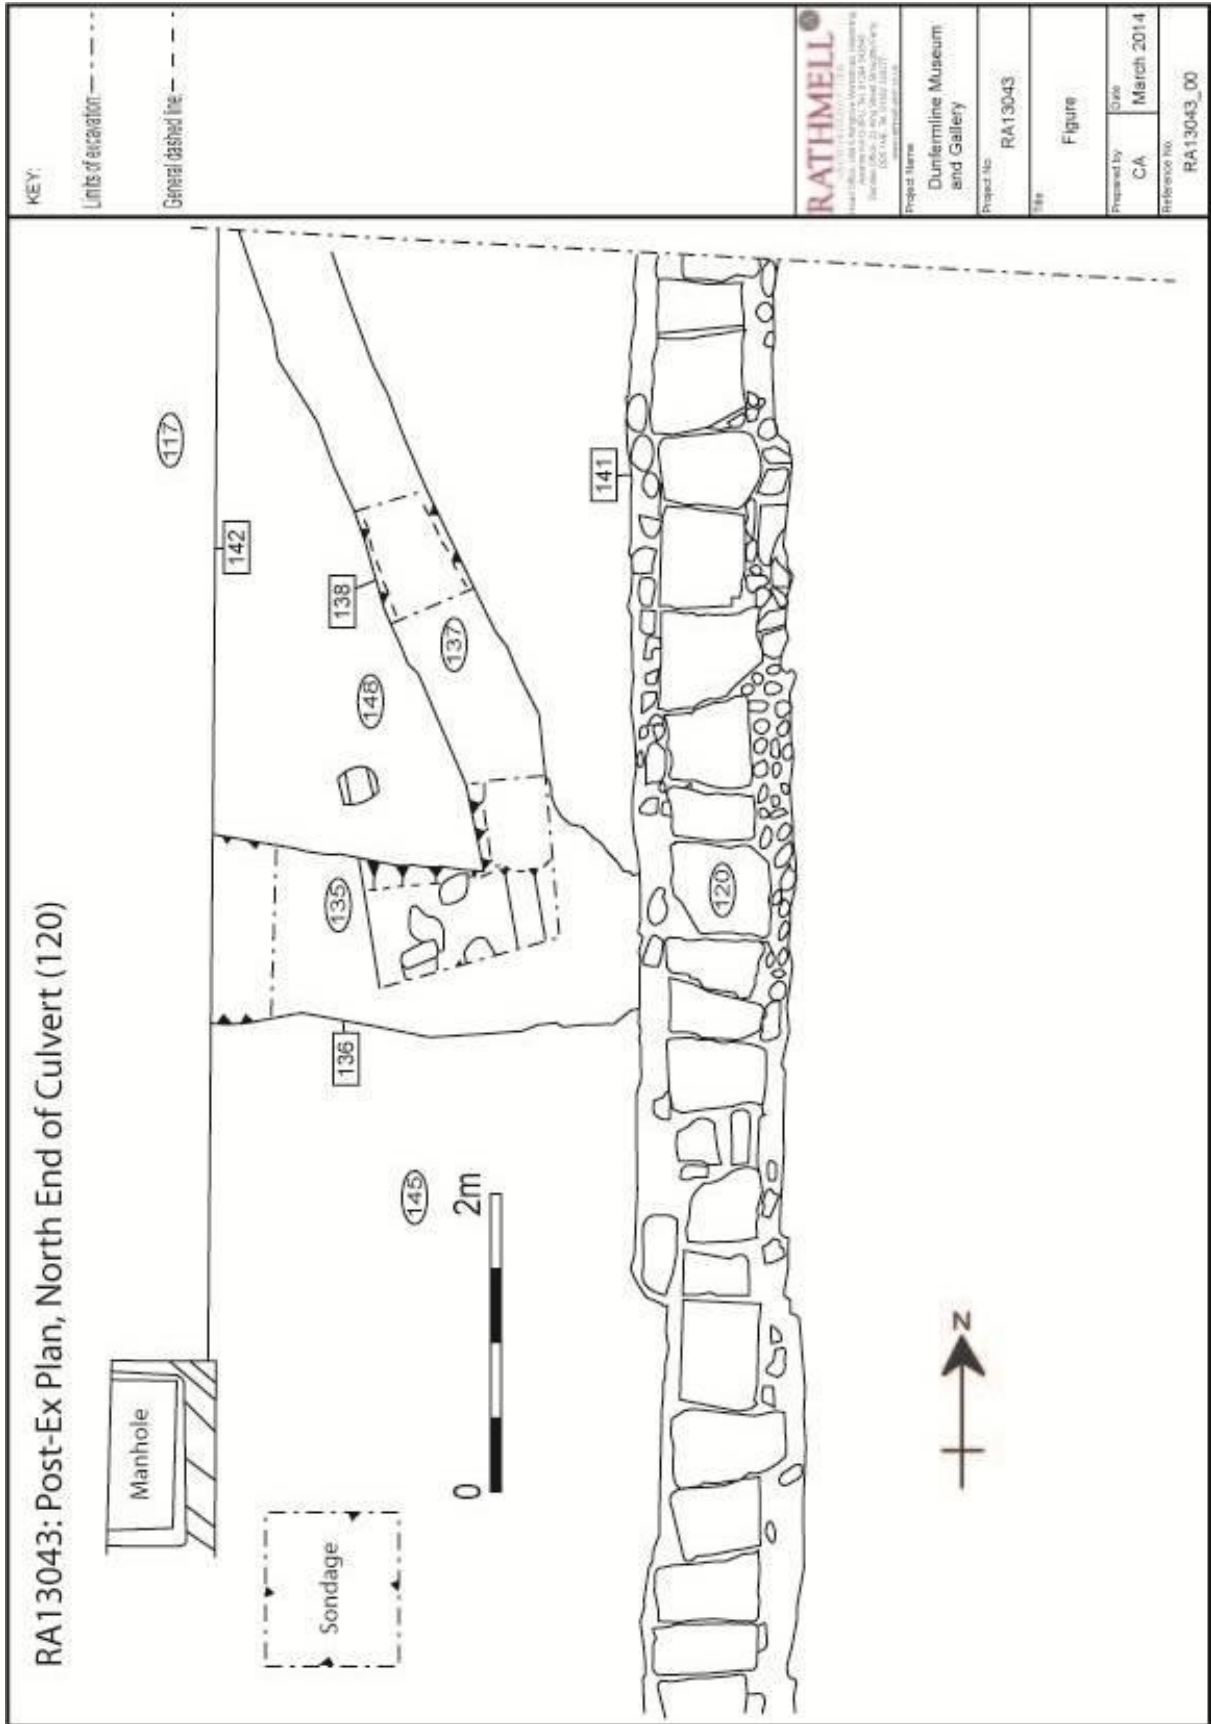 RA13043: Post-Ex Plan, North End of Culvert (120)
Manhole
Sondage
145
0
2m
136
135
148
138
137
142
117
141
120
N
KEY:
Limits of excavation:
General dashed line:
RATHMELL
Project Name
Dunfermline Museum
and Gallery
Project No.
RA13043
Title
Figure
Prepared by
CA
Date
March 2014
Reference No.
RA13043_00